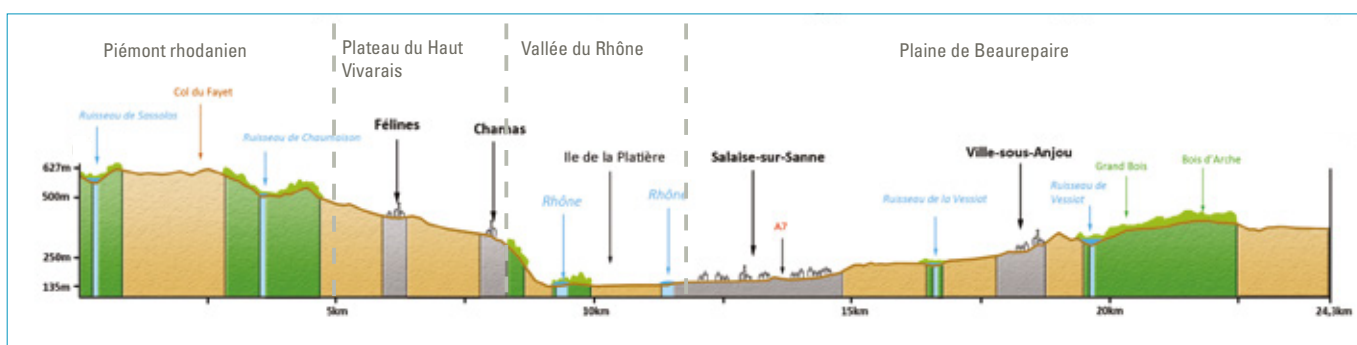 Piémont rhodanien
Plateau du Haut
Vivarais
Vallée du Rhône
Plaine de Beaurepaire
Col du Fayet
Ruisseau de Sassolas
Ruisseau de Chaumaison
Félines
Charnas
Ile de la Platière
Rhône
Rhône
Salaise-sur-Sanne
A7
Ruisseau de la Vessiat
Ville-sous-Anjou
Ruisseau de
Vessiat
Grand Bois
Bois d'Arche
627m
500m
250m
135m
5km
10km
15km
20km
24,3km